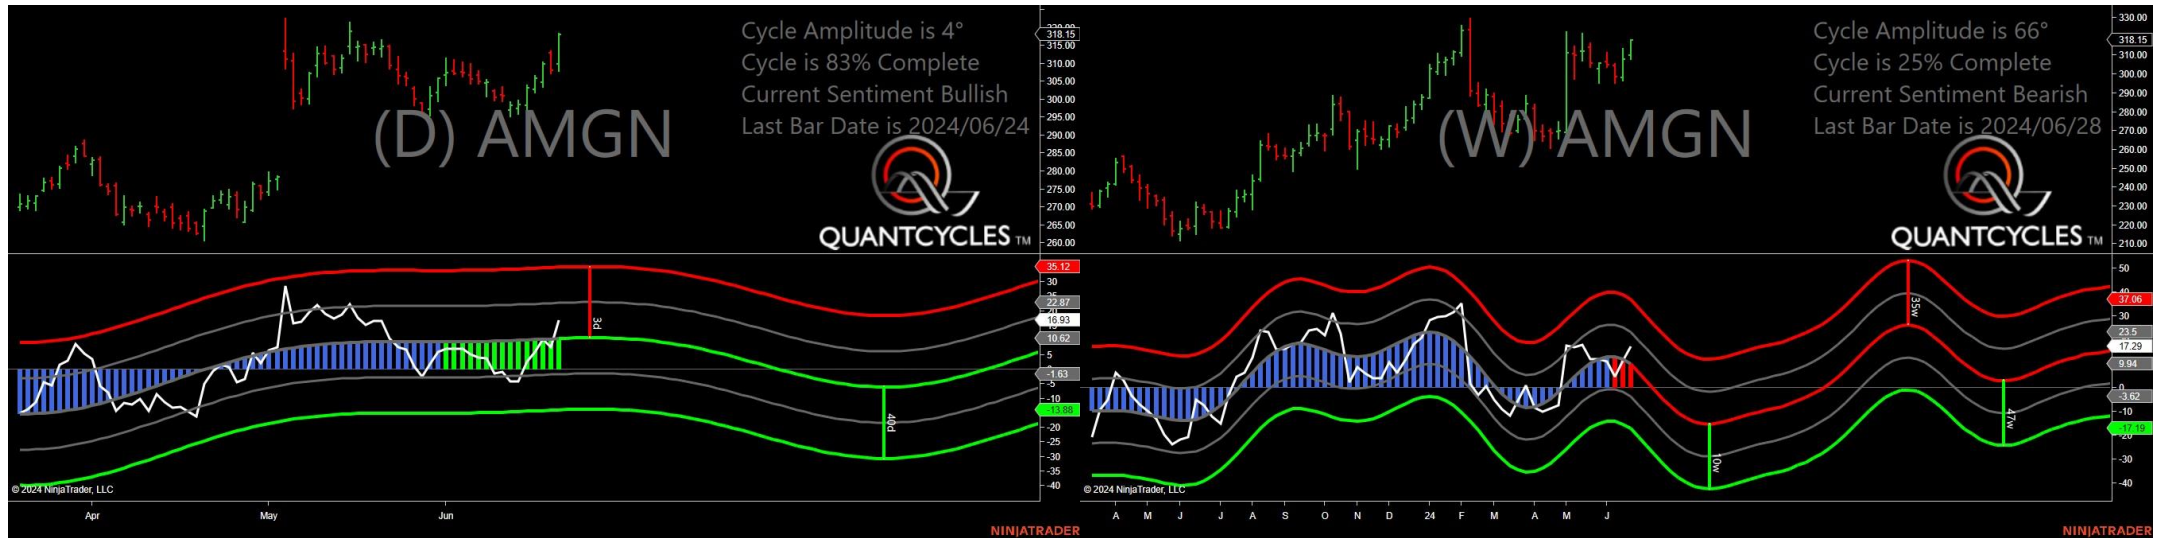 Cycle Amplitude is 4°
Cycle is 83% Complete
Current Sentiment Bullish
Last Bar Date is 2024/06/24
(D) AMGN
QUANTCYCLES TM
318.15
315.00
310.00
305.00
300.00
295.00
290.00
285.00
280.00
275.00
270.00
265.00
260.00
35.12
30
22.87
16.93
10.62
5
-1.63
-5
-10
-13.88
-20
-25
-30
-35
-40
3d
40d
© 2024 NinjaTrader, LLC
Apr May Jun
NINJATRADER
Cycle Amplitude is 66°
Cycle is 25% Complete
Current Sentiment Bearish
Last Bar Date is 2024/06/28
(W) AMGN
QUANTCYCLES TM
330.00
318.15
310.00
300.00
290.00
280.00
270.00
260.00
250.00
240.00
230.00
220.00
210.00
50
37.06
30
23.5
17.29
9.94
0
-3.62
-10
-17.19
-30
-40
10w
35w
47w
© 2024 NinjaTrader, LLC
A M J J A S O N D 24 F M A M J
NINJATRADER